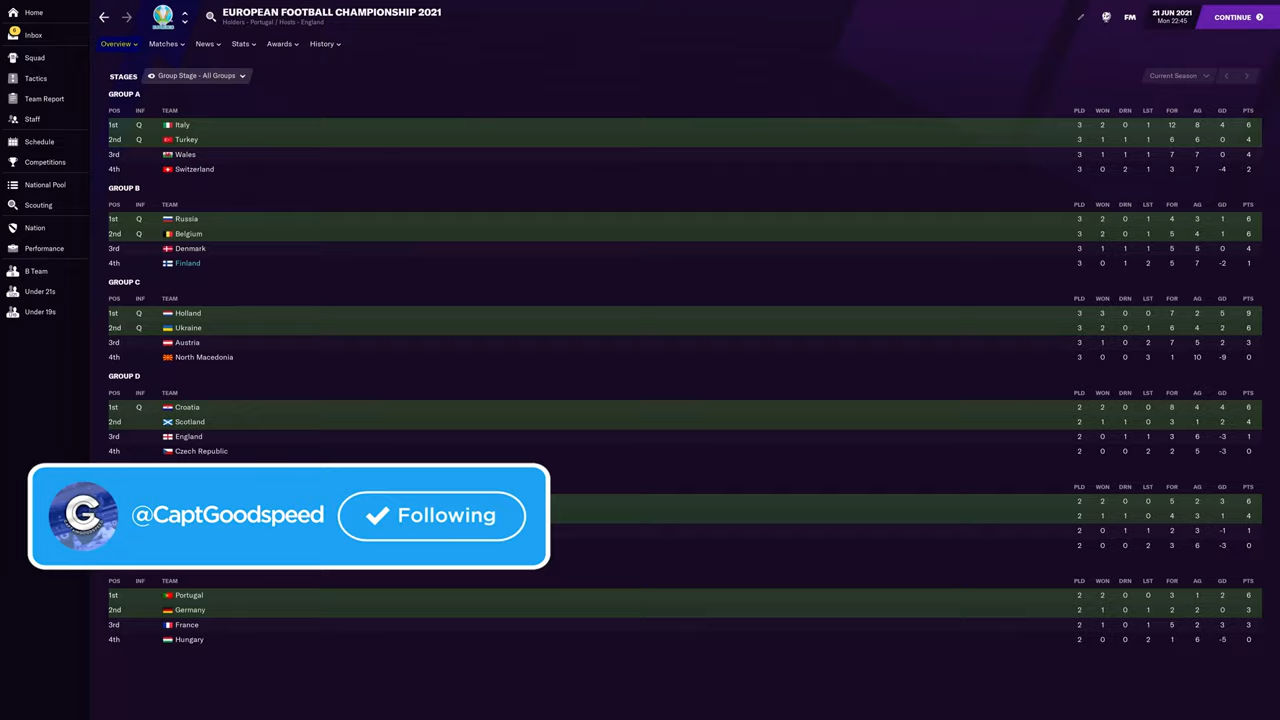 Home
Inbox
Squad
Tactics
Team Report
Staff
Schedule
Competitions
National Pool
Scouting
Nation
Performance
B Team
Under 21s
Under 19s
EUROPEAN FOOTBALL CHAMPIONSHIP 2021
Holders - Portugal / Hosts - England
FM
21 JUN 2021
Mon 22:45
CONTINUE
Overview Matches News Stats Awards History
STAGES Group Stage - All Groups Current Season
GROUP A
POS INF TEAM PLD WON DRN LST FOR AG GD PTS
1st Q Italy 3 2 0 1 12 8 4 6
2nd Q Turkey 3 1 1 1 6 6 0 4
3rd Wales 3 1 1 1 7 7 0 4
4th Switzerland 3 0 2 1 3 7 -4 2
GROUP B
POS INF TEAM PLD WON DRN LST FOR AG GD PTS
1st Q Russia 3 2 0 1 4 3 1 6
2nd Q Belgium 3 2 0 1 5 4 1 6
3rd Denmark 3 1 1 1 5 5 0 4
4th Finland 3 0 1 2 5 7 -2 1
GROUP C
POS INF TEAM PLD WON DRN LST FOR AG GD PTS
1st Q Holland 3 3 0 0 7 2 5 9
2nd Q Ukraine 3 2 0 1 6 4 2 6
3rd Austria 3 1 0 2 7 5 2 3
4th North Macedonia 3 0 0 3 1 10 -9 0
GROUP D
POS INF TEAM PLD WON DRN LST FOR AG GD PTS
1st Q Croatia 2 2 0 0 8 4 4 6
2nd Scotland 2 1 1 0 3 1 2 4
3rd England 2 0 1 1 3 6 -3 1
4th Czech Republic 2 0 0 2 2 5 -3 0
PLD WON DRN LST FOR AG GD PTS
2 2 0 0 5 2 3 6
2 1 1 0 4 3 1 4
2 0 1 1 2 3 -1 1
2 0 0 2 3 6 -3 0
@CaptGoodspeed Following
POS INF TEAM PLD WON DRN LST FOR AG GD PTS
1st Portugal 2 2 0 0 3 1 2 6
2nd Germany 2 1 0 1 2 2 0 3
3rd France 2 1 0 1 5 2 3 3
4th Hungary 2 0 0 2 1 6 -5 0